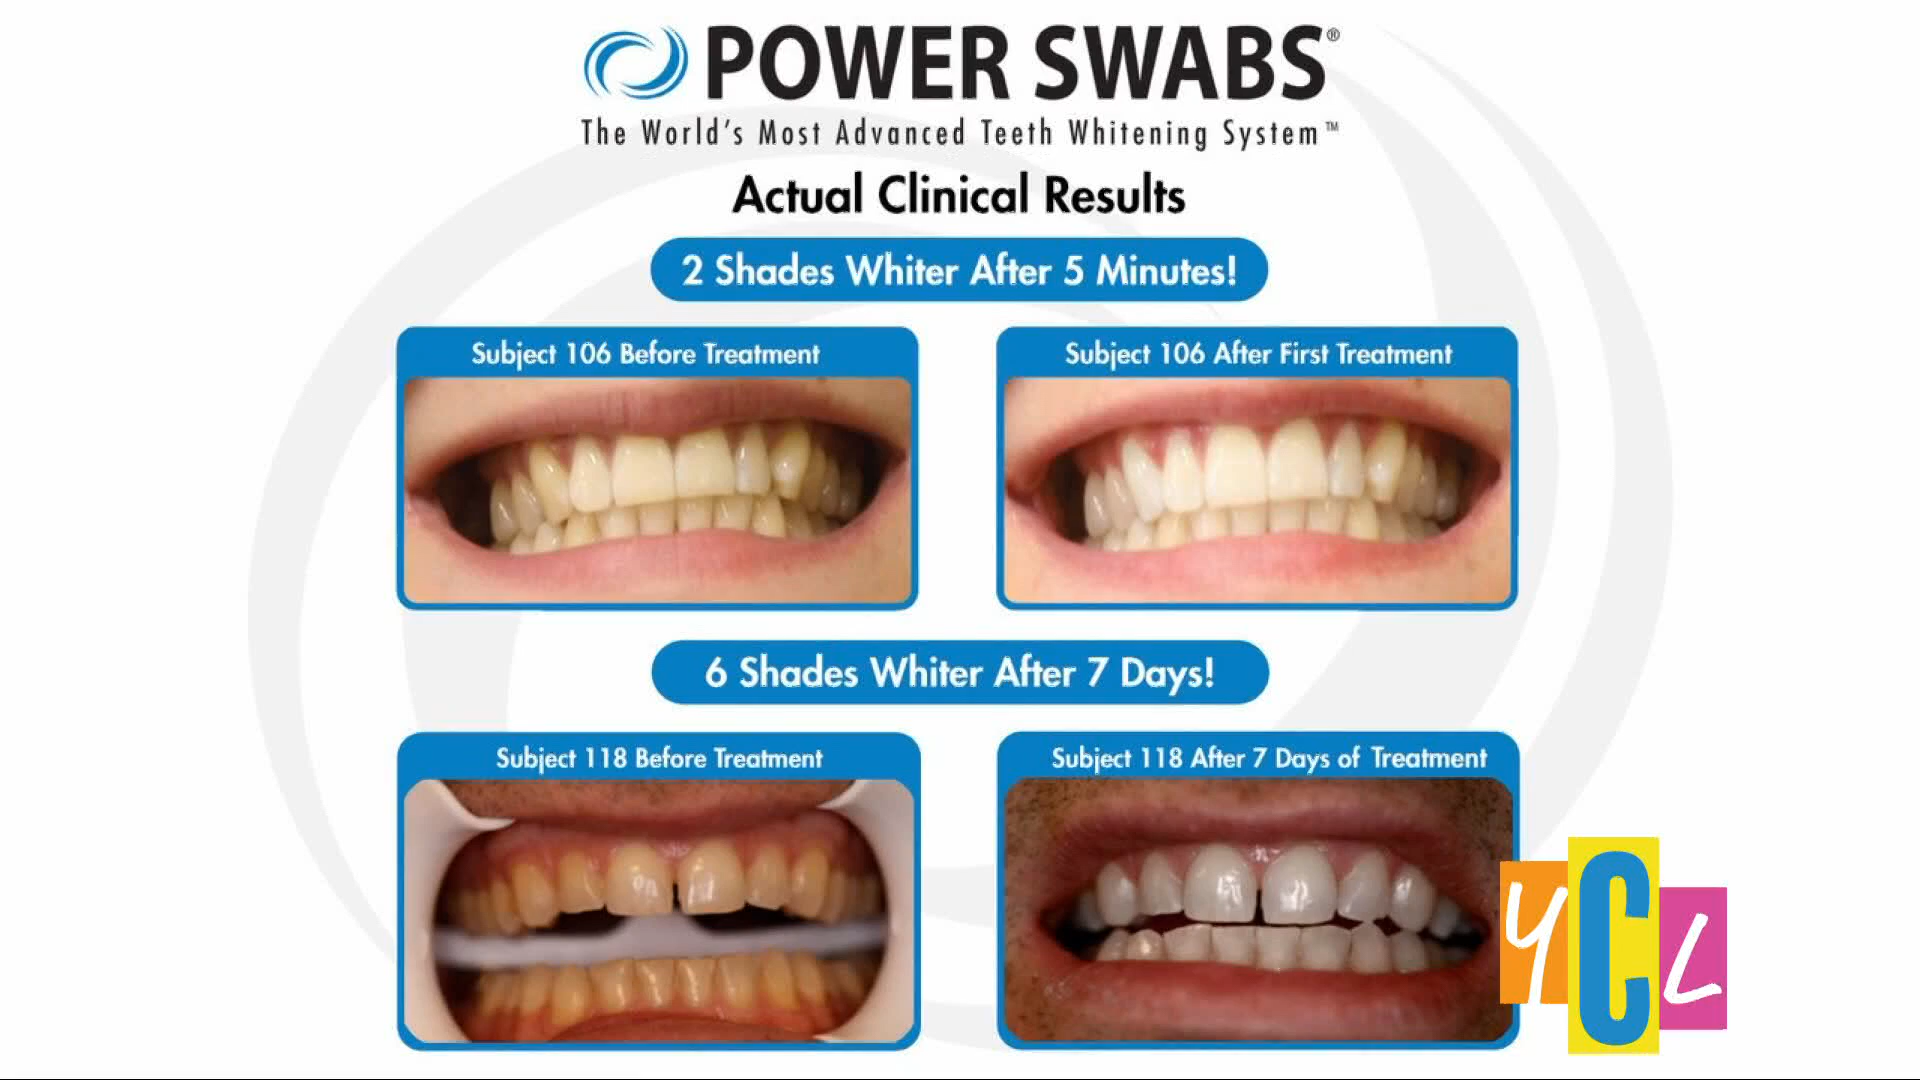 POWER SWABS®
The World's Most Advanced Teeth Whitening System™
Actual Clinical Results
2 Shades Whiter After 5 Minutes!
Subject 106 Before Treatment
Subject 106 After First Treatment
6 Shades Whiter After 7 Days!
Subject 118 Before Treatment
Subject 118 After 7 Days of Treatment
YCL